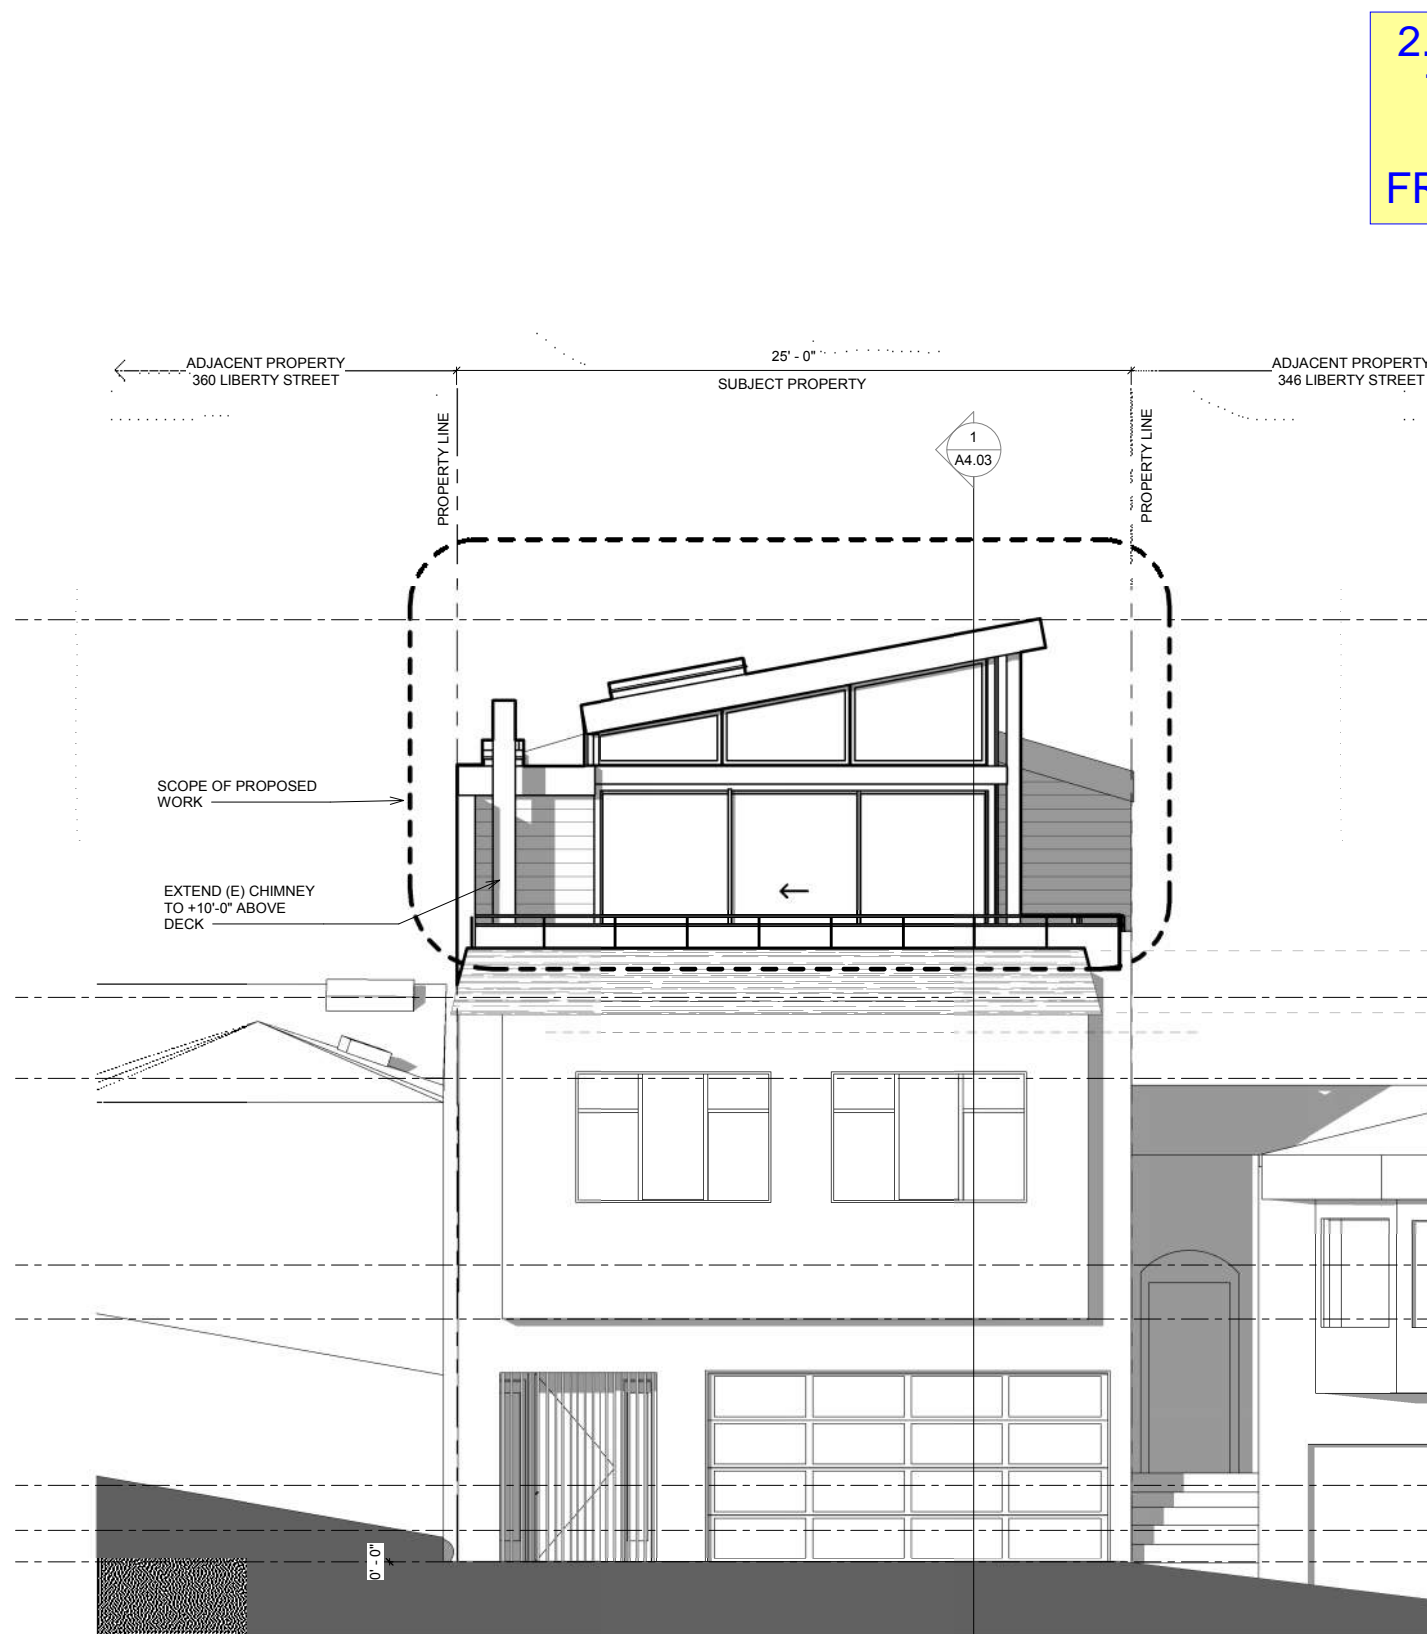 2.
FR
ADJACENT PROPERTY
360 LIBERTY STREET
25' - 0"
SUBJECT PROPERTY
ADJACENT PROPERTY
346 LIBERTY STREET
PROPERTY LINE
1
A4.03
PROPERTY LINE
SCOPE OF PROPOSED
WORK
EXTEND (E) CHIMNEY
TO +10'-0" ABOVE
DECK
0' - 0"